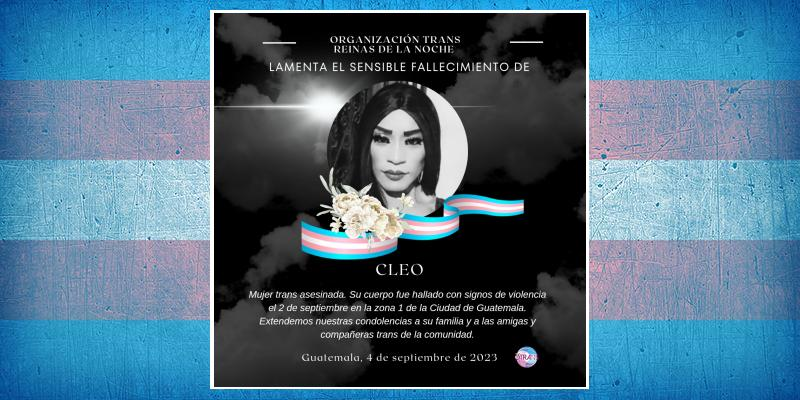 ORGANIZACIÓN TRANS
REINAS DE LA NOCHE
LAMENTA EL SENSIBLE FALLECIMIENTO DE
CLEO
Mujer trans asesinada. Su cuerpo fue hallado con signos de violencia
el 2 de septiembre en la zona 1 de la Ciudad de Guatemala.
Extendemos nuestras condolencias a su familia y a las amigas y
compañeras trans de la comunidad.
Guatemala, 4 de septiembre de 2023